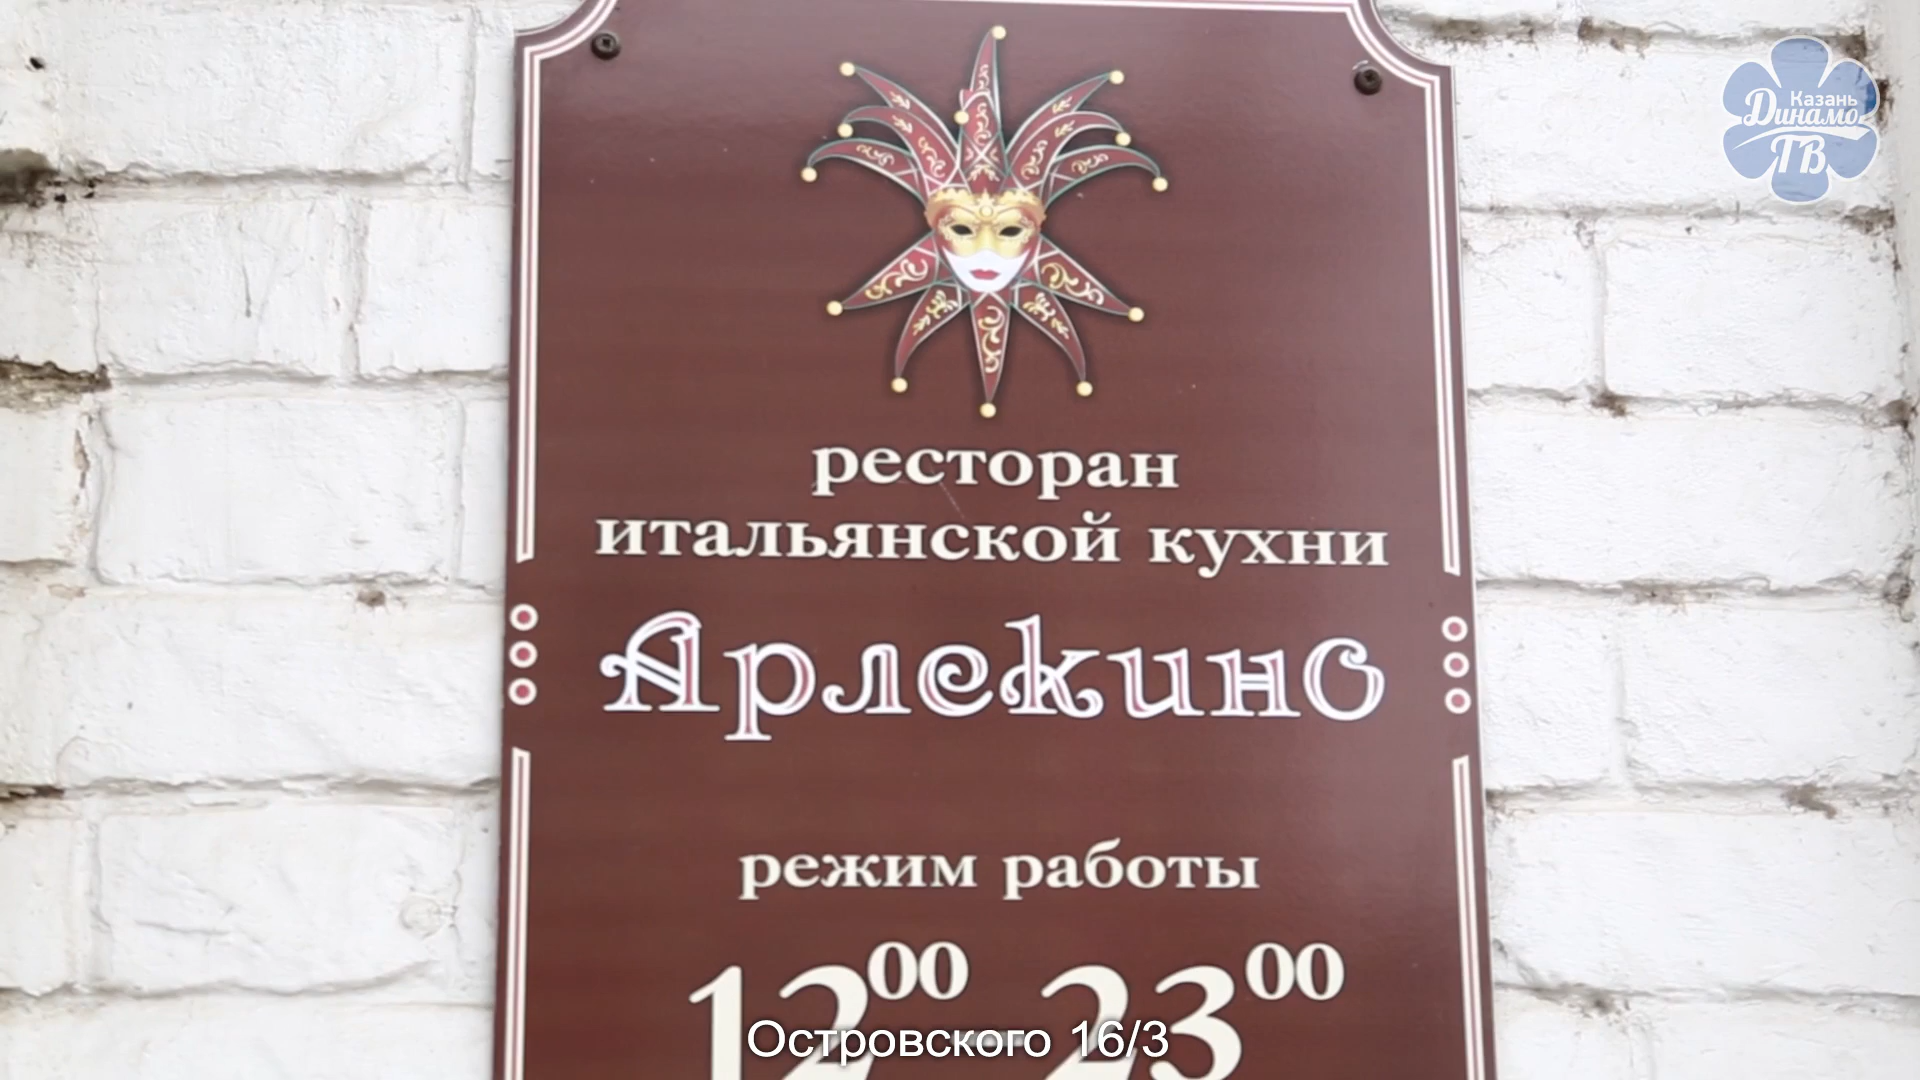 Казань
Динамо
ТВ
ресторан
итальянской кухни
Арлекино
режим работы
12⁰⁰ 23⁰⁰
Островского 16/3